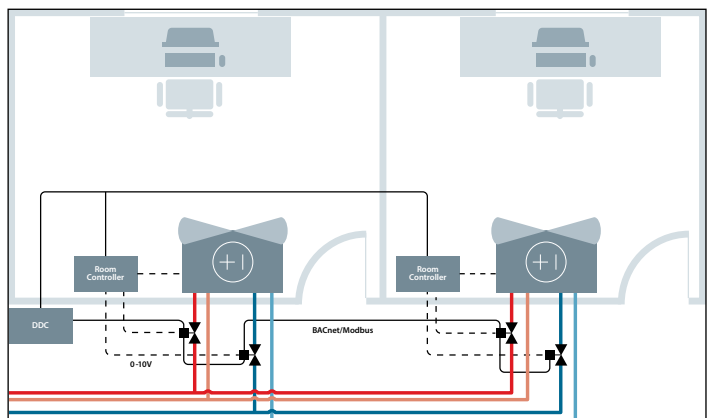 Room
Controller
Room
Controller
DDC
BACnet/Modbus
0-10V